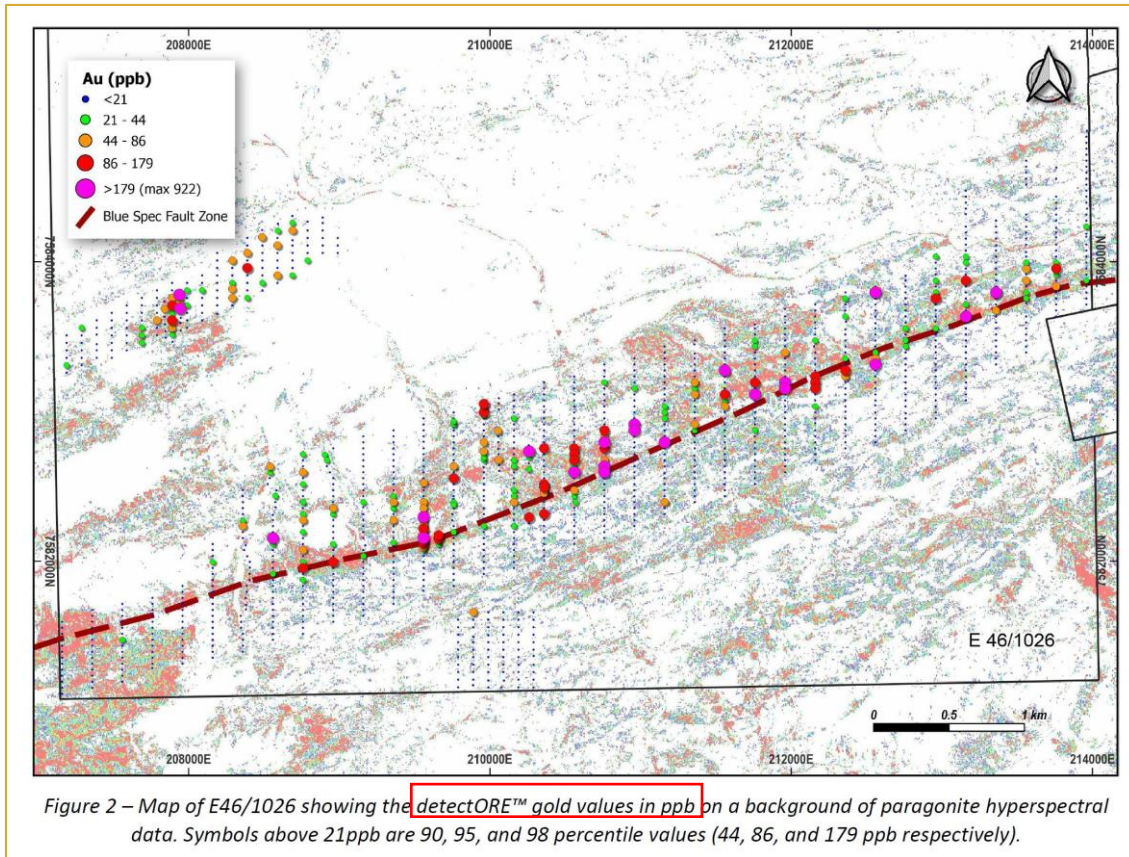 208000E
210000E
212000E
214000E
Au (ppb)
<21
21 - 44
44 - 86
86 - 179
>179 (max 922)
Blue Spec Fault Zone
7584000N
7584000N
7582000N
7582000N
E 46/1026
0 0.5 1 km
208000E
210000E
212000E
214000E
Figure 2 – Map of E46/1026 showing the detectORE™ gold values in ppb on a background of paragonite hyperspectral
data. Symbols above 21ppb are 90, 95, and 98 percentile values (44, 86, and 179 ppb respectively).